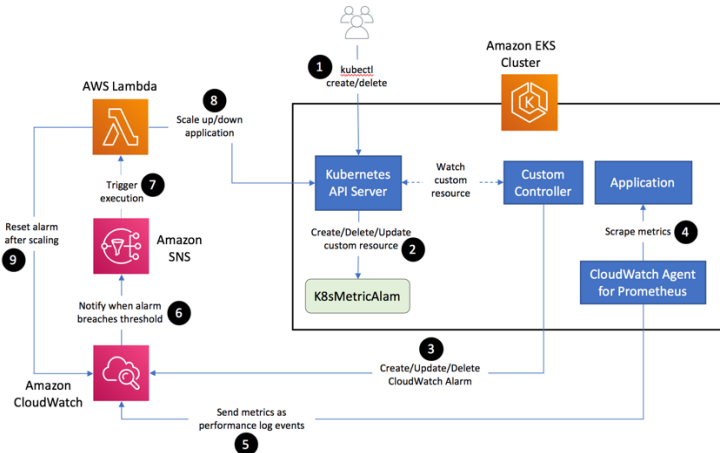 1
kubectl
create/delete
Amazon EKS
Cluster
K
AWS Lambda
8
Scale up/down
application
Kubernetes
API Server
Watch
custom
resource
Custom
Controller
Application
Trigger
execution
7
Reset alarm
after scaling
9
Amazon
SNS
Create/Delete/Update
custom resource
2
Scrape metrics
4
K8sMetricAlam
CloudWatch Agent
for Prometheus
Notify when alarm
breaches threshold
6
3
Create/Update/Delete
CloudWatch Alarm
Amazon
CloudWatch
Send metrics as
performance log events
5